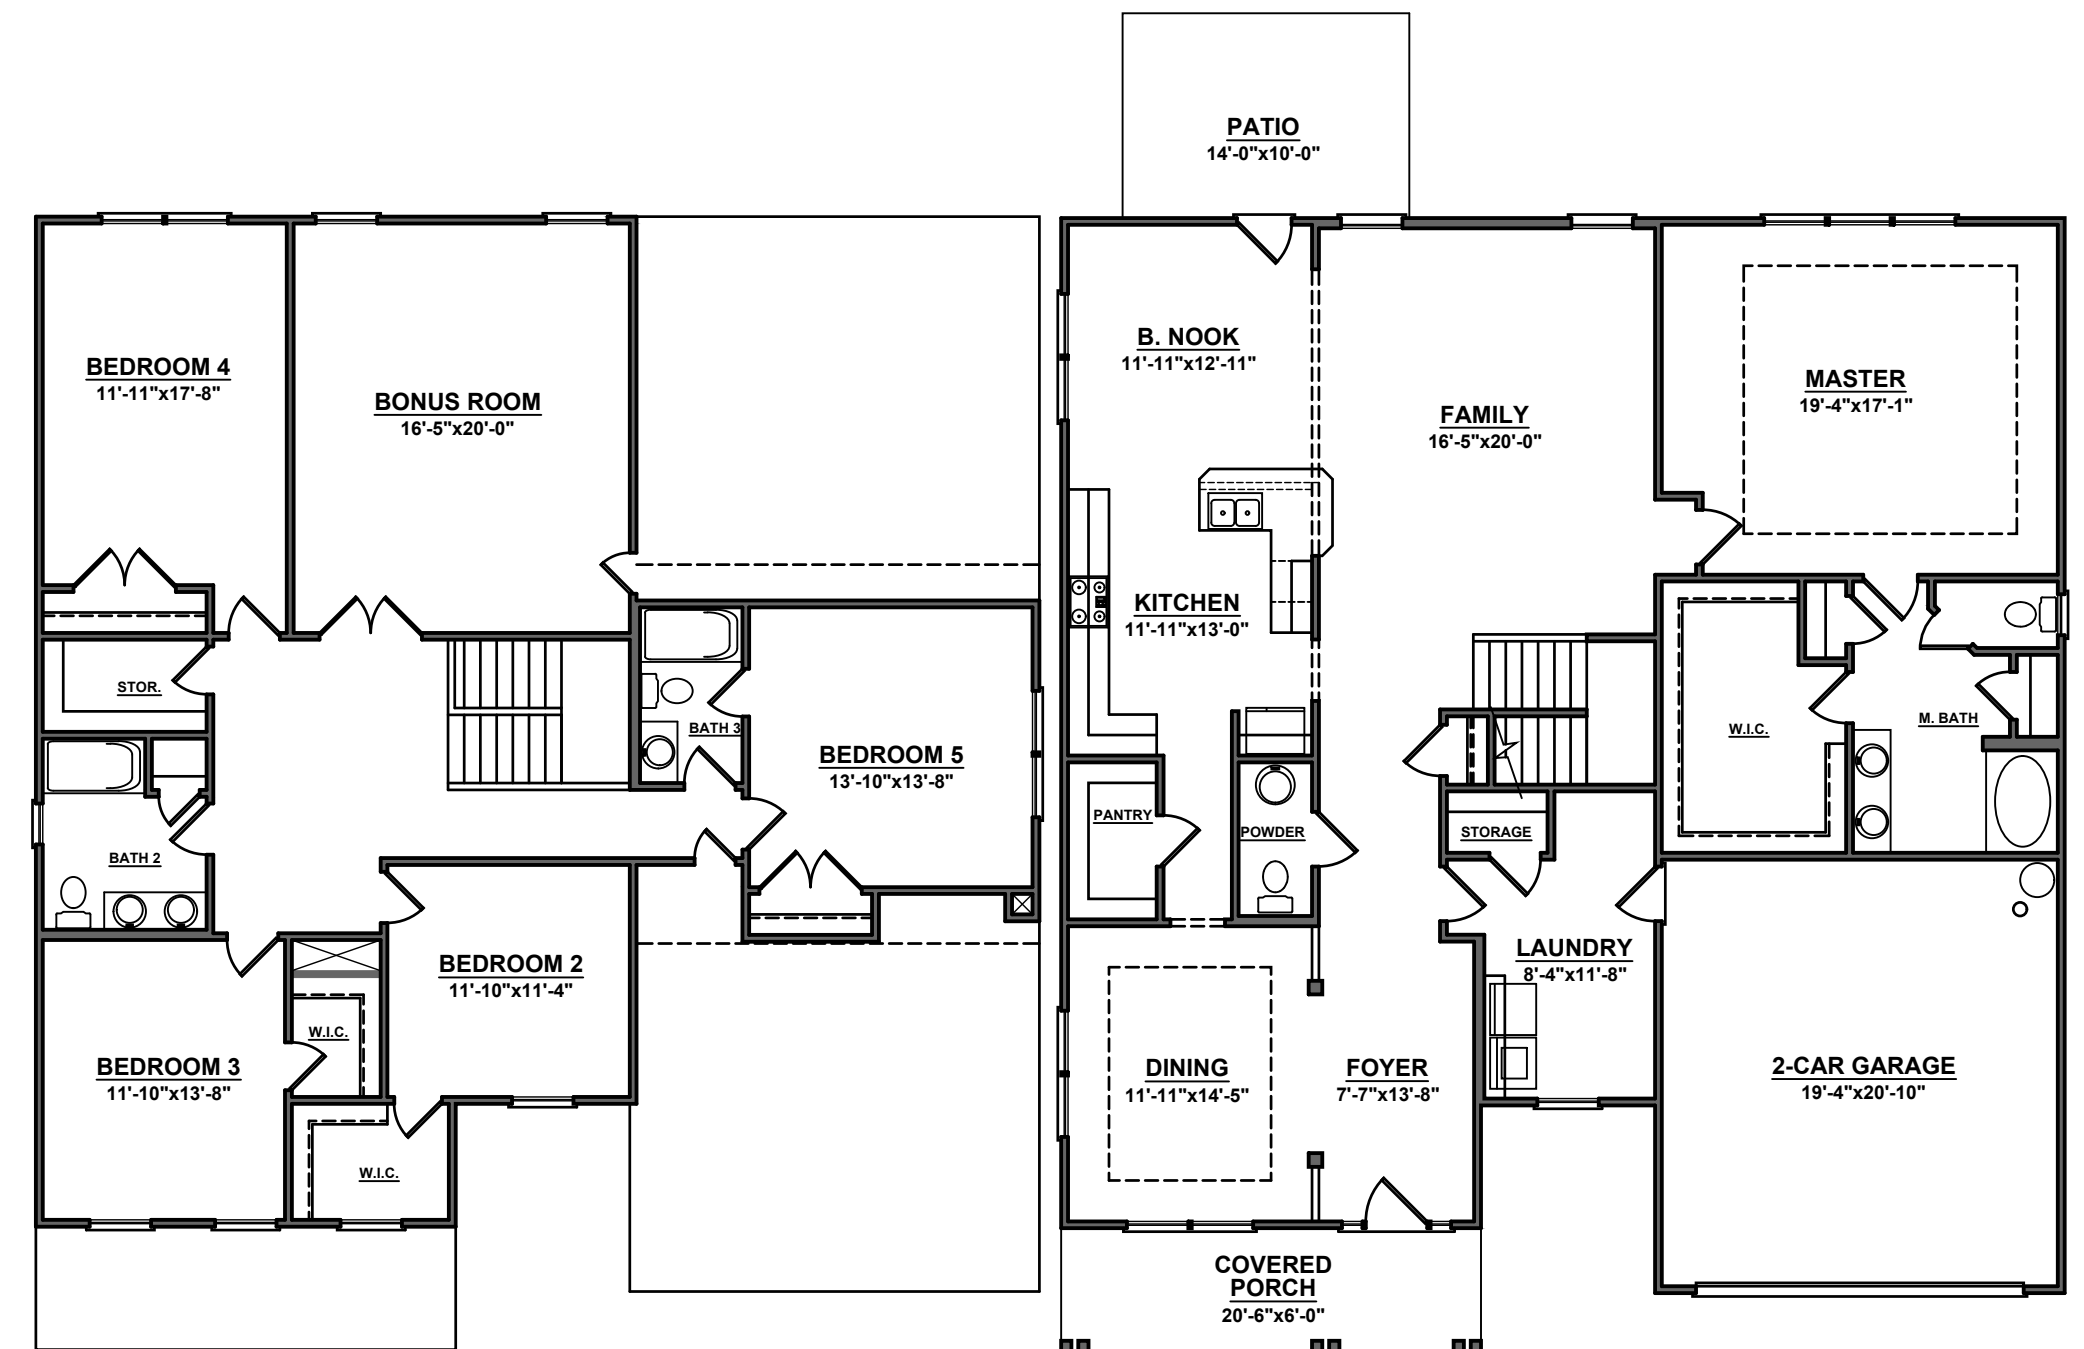 PATIO
14'-0"x10'-0"
BEDROOM 4
11'-11"x17'-8"
BONUS ROOM
16'-5"x20'-0"
STOR.
BATH 2
BATH 3
BEDROOM 5
13'-10"x13'-8"
BEDROOM 2
11'-10"x11'-4"
BEDROOM 3
11'-10"x13'-8"
W.I.C.
W.I.C.
B. NOOK
11'-11"x12'-11"
FAMILY
16'-5"x20'-0"
MASTER
19'-4"x17'-1"
KITCHEN
11'-11"x13'-0"
W.I.C.
M. BATH
PANTRY
POWDER
STORAGE
LAUNDRY
8'-4"x11'-8"
DINING
11'-11"x14'-5"
FOYER
7'-7"x13'-8"
2-CAR GARAGE
19'-4"x20'-10"
COVERED
PORCH
20'-6"x6'-0"